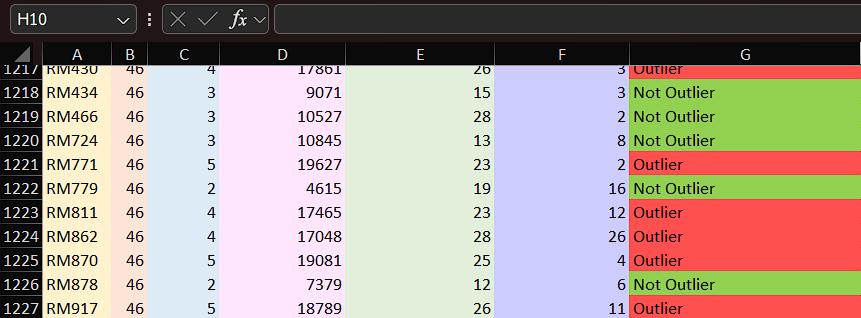 H10 fx
A B C D E F G
1217 RM430 46 4 17861 26 3 Outlier
1218 RM434 46 3 9071 15 3 Not Outlier
1219 RM466 46 3 10527 28 2 Not Outlier
1220 RM724 46 3 10845 13 8 Not Outlier
1221 RM771 46 5 19627 23 2 Outlier
1222 RM779 46 2 4615 19 16 Not Outlier
1223 RM811 46 4 17465 23 12 Outlier
1224 RM862 46 4 17048 28 26 Outlier
1225 RM870 46 5 19081 25 4 Outlier
1226 RM878 46 2 7379 12 6 Not Outlier
1227 RM917 46 5 18789 26 11 Outlier